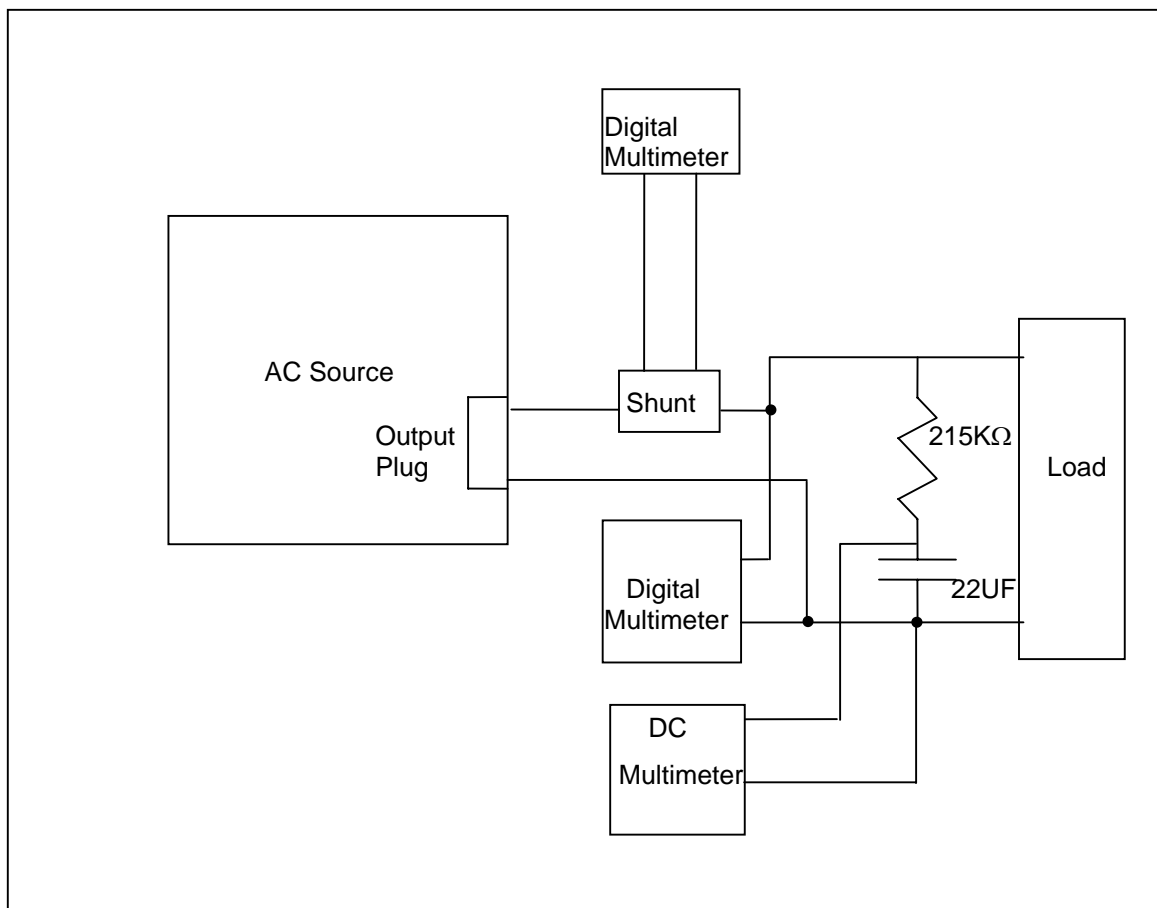 Digital
Multimeter
AC Source
Output
Plug
Shunt
215KΩ
Load
22UF
Digital
Multimeter
DC
Multimeter